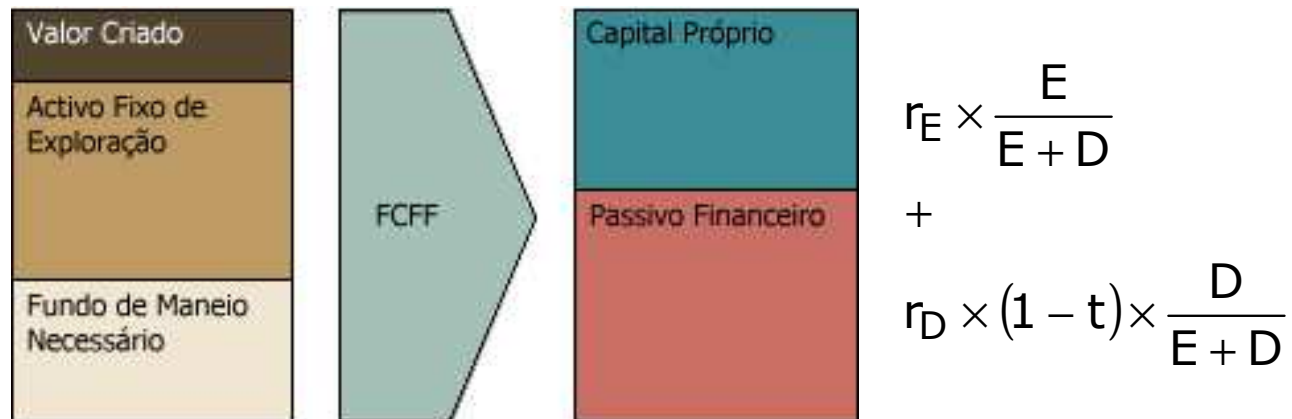 Valor Criado
Activo Fixo de
Exploração
Fundo de Maneio
Necessário
FCFF
Capital Próprio
Passivo Financeiro
r_E × E / (E + D)
+
r_D × (1 − t) × D / (E + D)